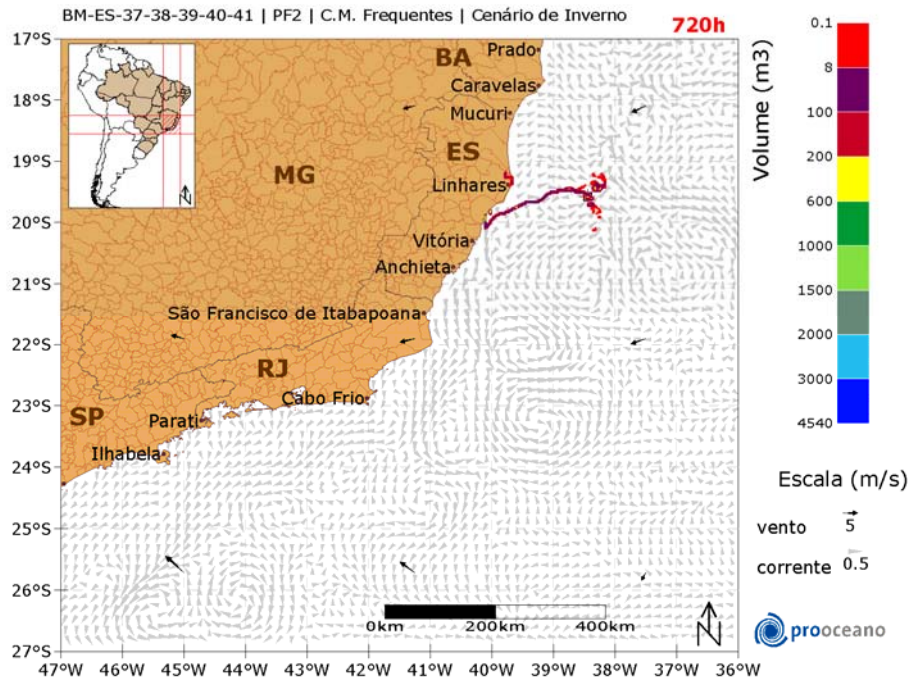 BM-ES-37-38-39-40-41 | PF2 | C.M. Frequentes | Cenário de Inverno
720h
17°S
18°S
19°S
20°S
21°S
22°S
23°S
24°S
25°S
26°S
27°S
BA
Prado
Caravelas
Mucuri
ES
MG
Linhares
Vitória
Anchieta
São Francisco de Itabapoana
RJ
Cabo Frio
SP
Parati
Ilhabela
N
0km
200km
400km
N
47°W
46°W
45°W
44°W
43°W
42°W
41°W
40°W
39°W
38°W
37°W
36°W
Volume (m3)
0.1
8
100
200
600
1000
1500
2000
3000
4540
Escala (m/s)
vento 5
corrente 0.5
prooceano